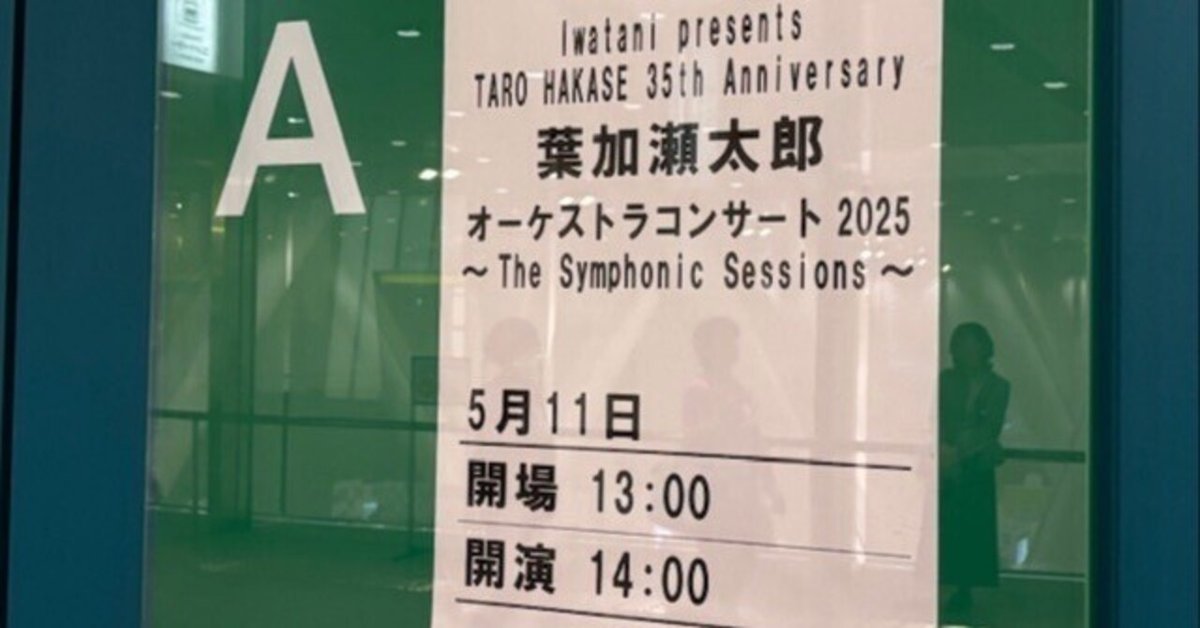 A
Iwatani presents
TARO HAKASE 35th Anniversary
葉加瀬太郎
オーケストラコンサート 2025
～The Symphonic Sessions～
5月11日
開場 13:00
開演 14:00